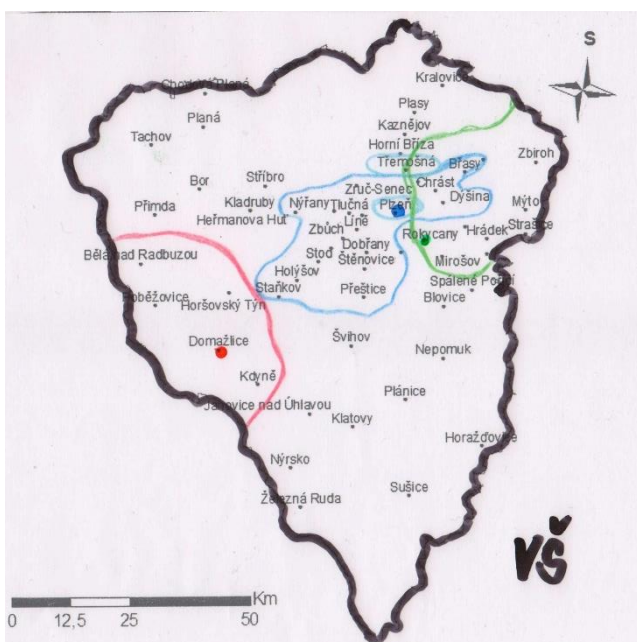 S
Kralovice
Chodová Planá
Plasy
Planá
Kaznějov
Tachov
Horní Bříza
Třemošná
Břasy
Zbiroh
Stříbro
Bor
Zruč-Senec
Chrást
Kladruby
Nýřany
Tlučná
Plzeň
Dýšina
Mýto
Přimda
Heřmanova Huť
Líně
Strašice
Zbůch
Rokycany
Hrádek
Dobřany
Bělá nad Radbuzou
Stod
Štěnovice
Mirošov
Holýšov
Spálené Poříčí
Poběžovice
Horšovský Týn
Staňkov
Přeštice
Blovice
Domažlice
Švihov
Nepomuk
Kdyně
Plánice
Janovice nad Úhlavou
Klatovy
Horažďovice
Nýrsko
Sušice
Železná Ruda
VŠ
Km
0 12,5 25 50